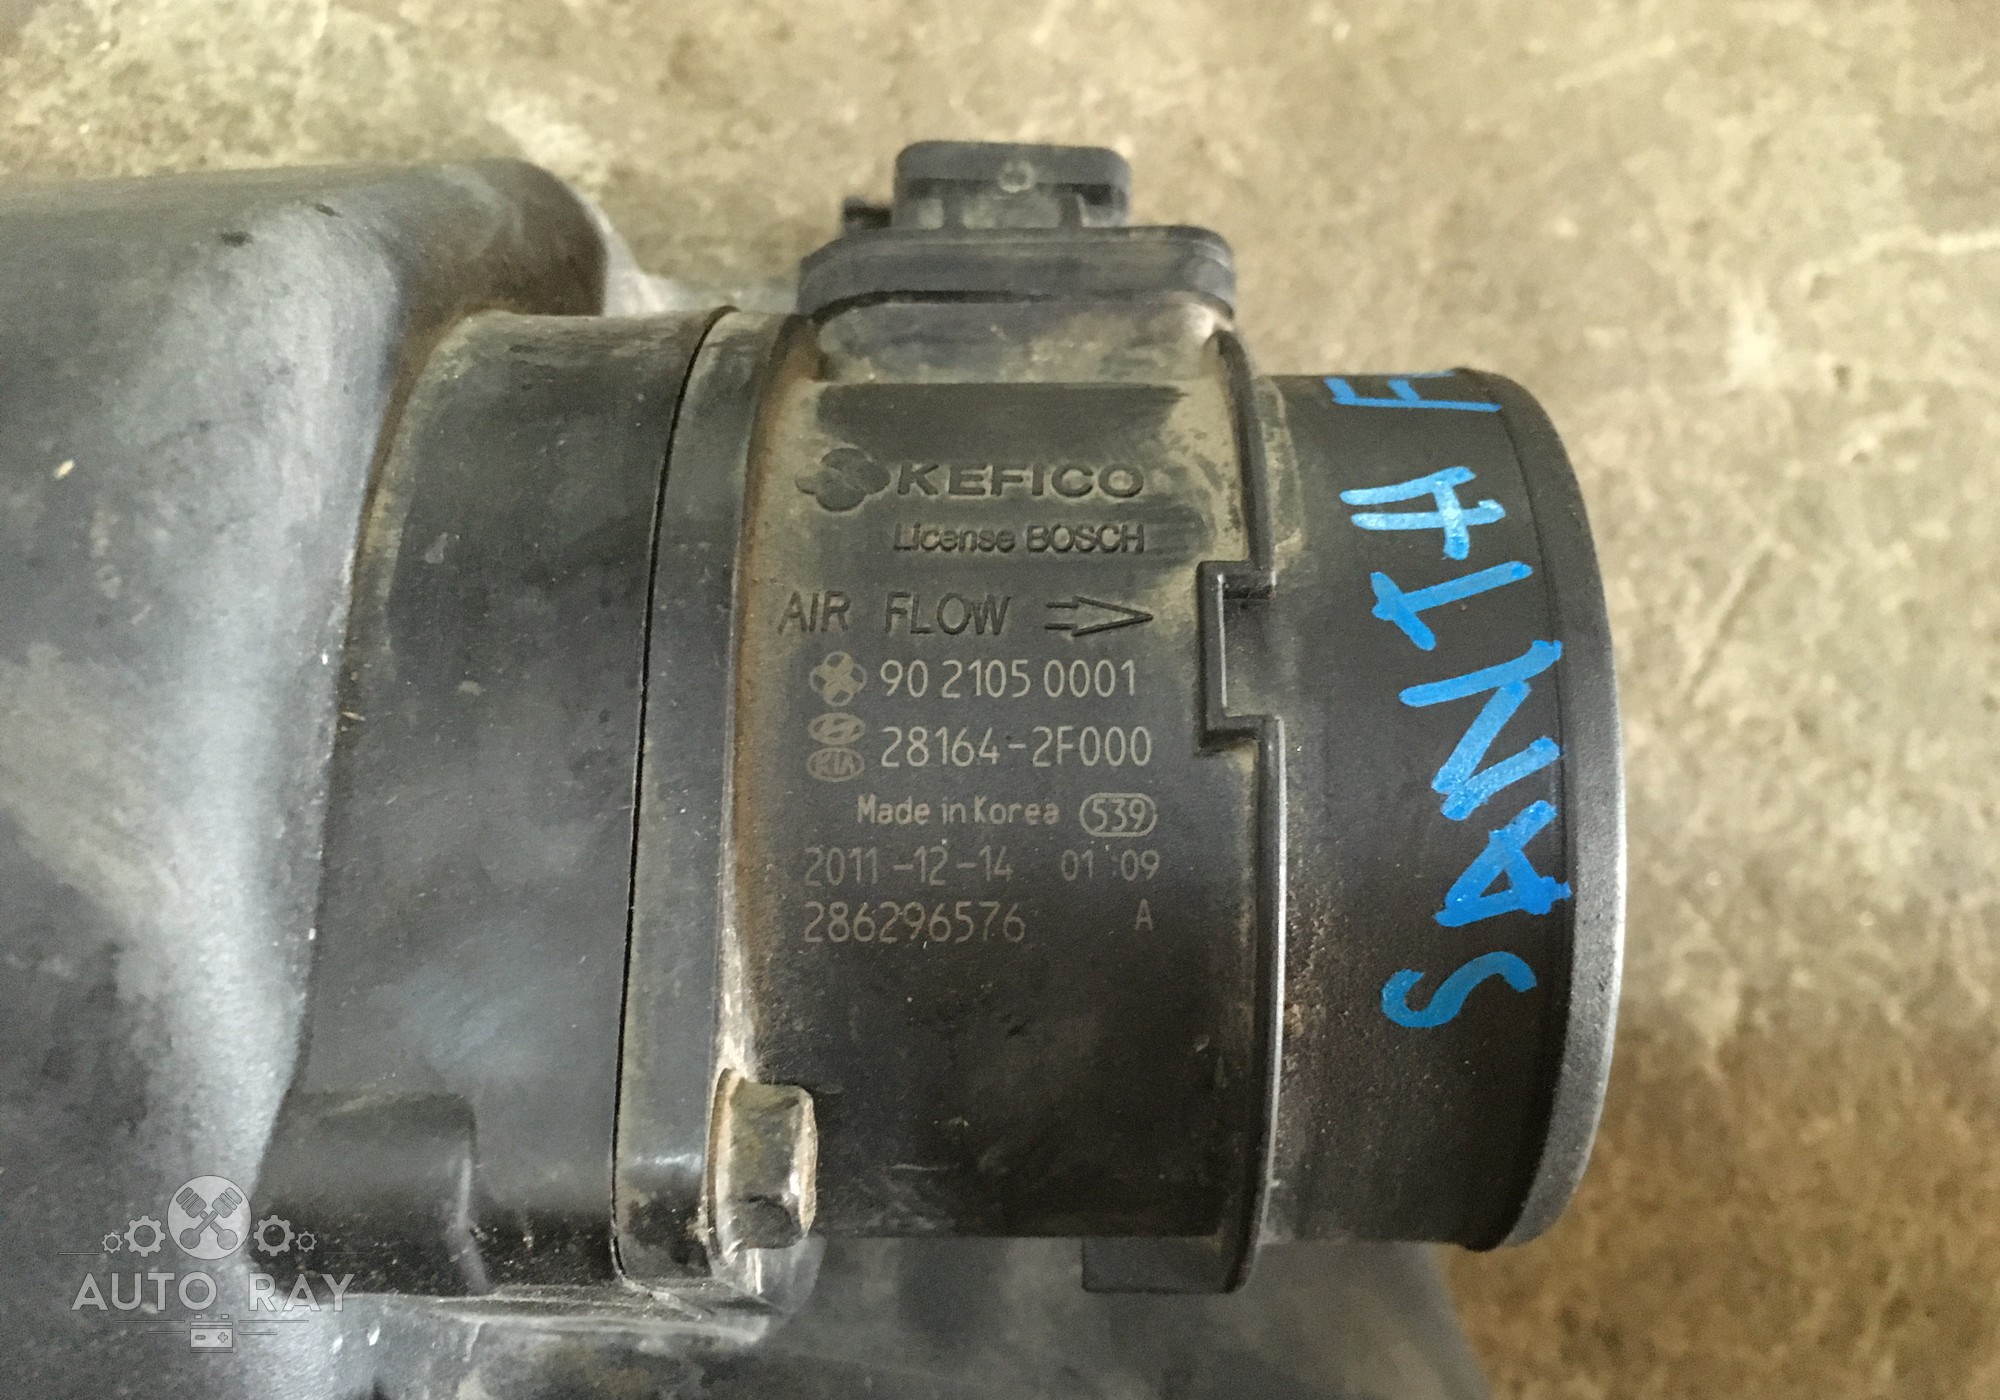 KEFICO
License BOSCH
AIR FLOW
90 2105 0001
28164-2F000
KIA
Made in Korea 539
2011-12-14 01:09
286296576 A
SANTA F
AUTO RAY